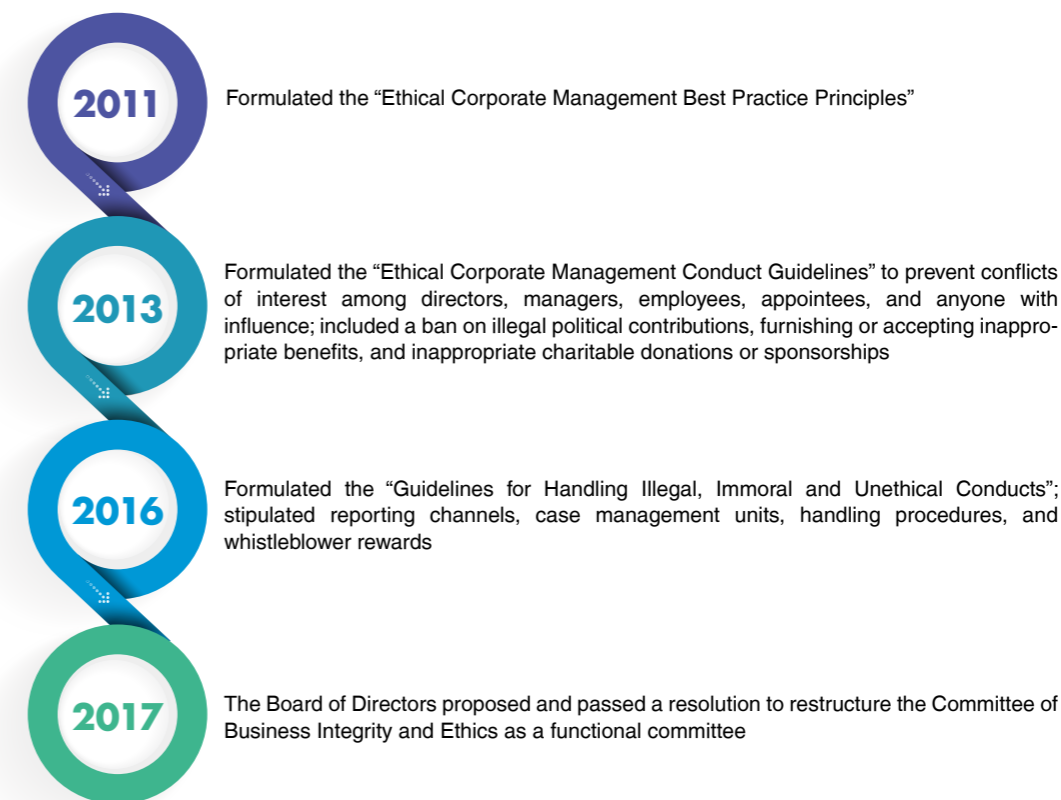 2011
Formulated the “Ethical Corporate Management Best Practice Principles”
2013
Formulated the “Ethical Corporate Management Conduct Guidelines” to prevent conflicts
of interest among directors, managers, employees, appointees, and anyone with
influence; included a ban on illegal political contributions, furnishing or accepting inappro-
priate benefits, and inappropriate charitable donations or sponsorships
2016
Formulated the “Guidelines for Handling Illegal, Immoral and Unethical Conducts”;
stipulated reporting channels, case management units, handling procedures, and
whistleblower rewards
2017
The Board of Directors proposed and passed a resolution to restructure the Committee of
Business Integrity and Ethics as a functional committee